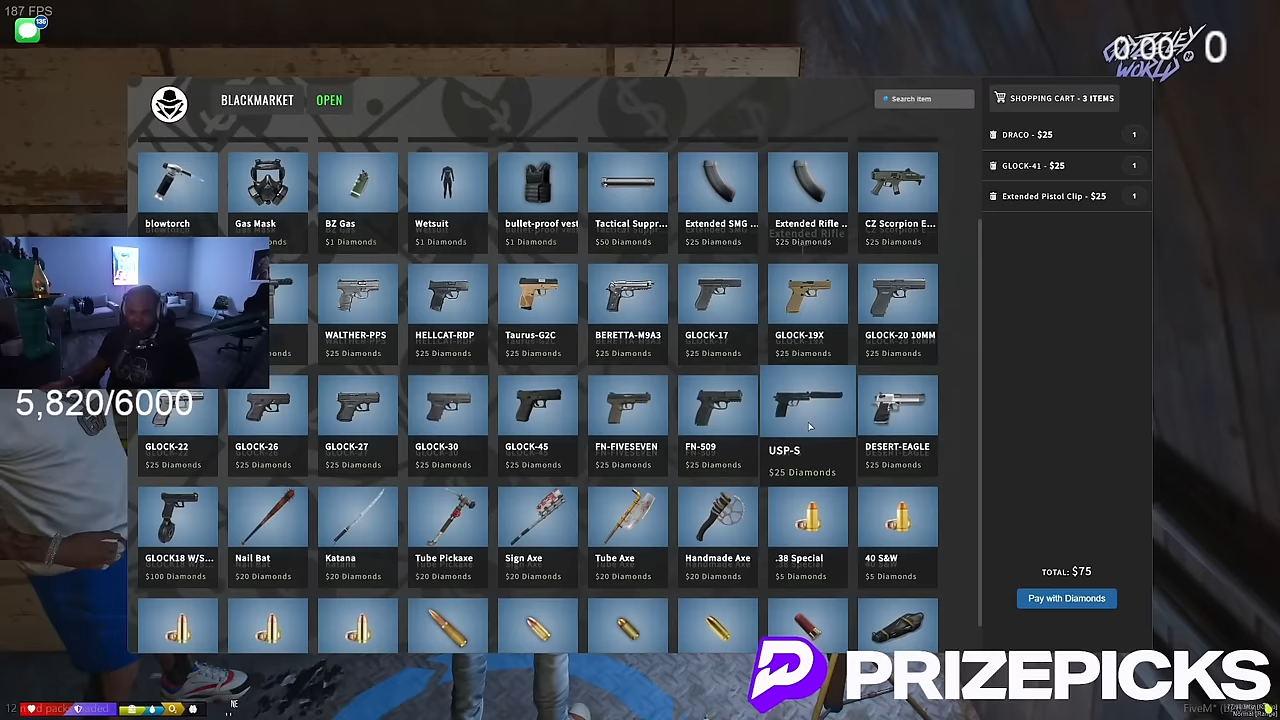 187 FPS
136
0:00 0
WORLD
BLACKMARKET OPEN
Search item
SHOPPING CART - 3 ITEMS
DRACO - $25 1
GLOCK-41 - $25 1
Extended Pistol Clip - $25 1
blowtorch Gas Mask BZ Gas Wetsuit bullet-proof vest Tactical Suppr... Extended SMG ... Extended Rifle .. CZ Scorpion E...
$1 Diamonds $1 Diamonds $1 Diamonds $50 Diamonds $25 Diamonds $25 Diamonds $25 Diamonds
WALTHER-PPS HELLCAT-RDP Taurus-G2C BERETTA-M9A3 GLOCK-17 GLOCK-19X GLOCK-20 10MM
$25 Diamonds $25 Diamonds $25 Diamonds $25 Diamonds $25 Diamonds $25 Diamonds $25 Diamonds
5,820/6000
GLOCK-22 GLOCK-26 GLOCK-27 GLOCK-30 GLOCK-45 FN-FIVESEVEN FN-509 USP-S DESERT-EAGLE
$25 Diamonds $25 Diamonds $25 Diamonds $25 Diamonds $25 Diamonds $25 Diamonds $25 Diamonds $25 Diamonds $25 Diamonds
GLOCK18 W/S... Nail Bat Katana Tube Pickaxe Sign Axe Tube Axe Handmade Axe .38 Special 40 S&W
$100 Diamonds $20 Diamonds $20 Diamonds $20 Diamonds $20 Diamonds $20 Diamonds $20 Diamonds $5 Diamonds $5 Diamonds
TOTAL: $75
Pay with Diamonds
PRIZEPICKS
NE